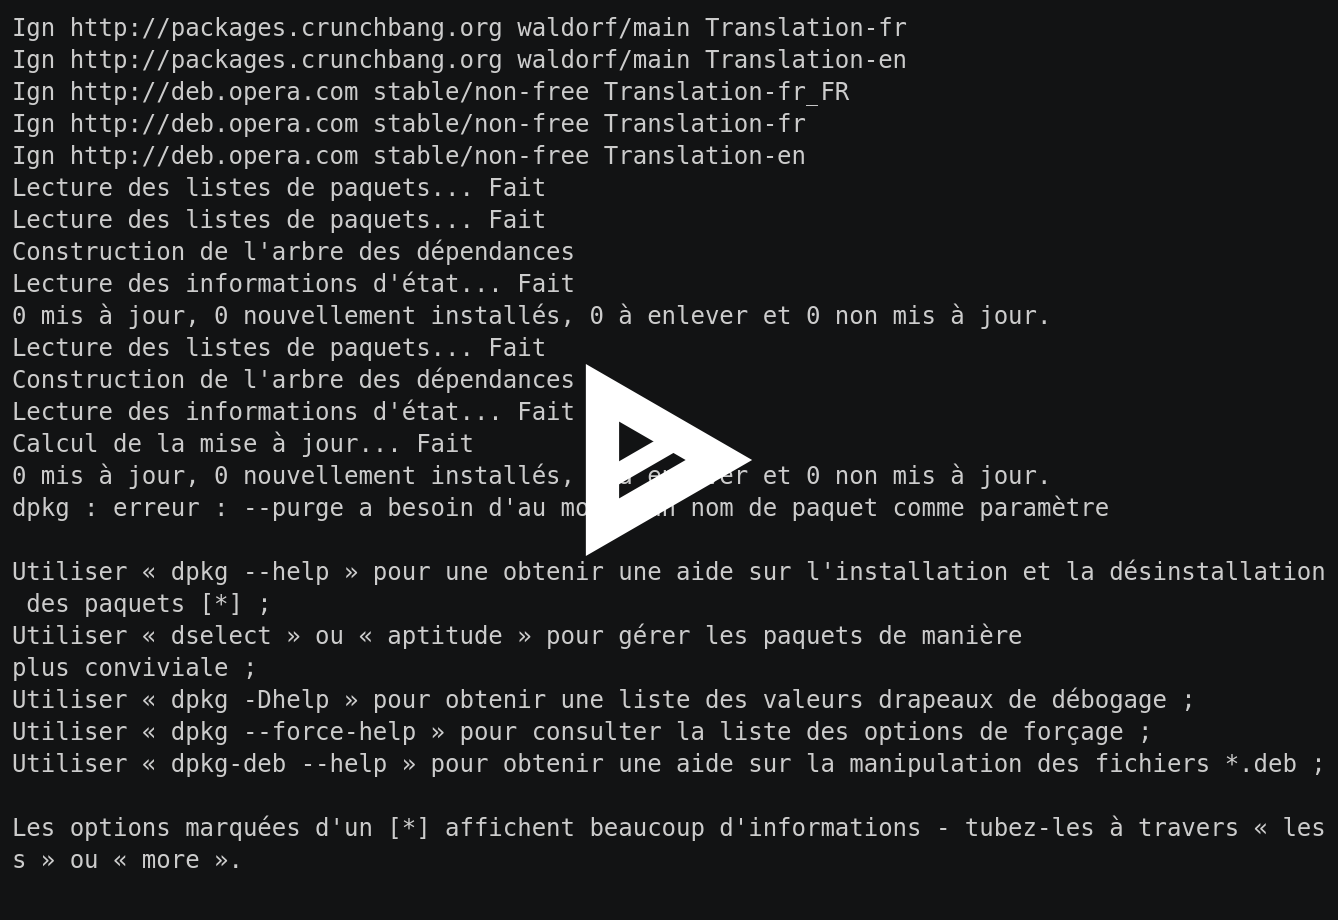 Ign http://packages.crunchbang.org waldorf/main Translation-fr
Ign http://packages.crunchbang.org waldorf/main Translation-en
Ign http://deb.opera.com stable/non-free Translation-fr_FR
Ign http://deb.opera.com stable/non-free Translation-fr
Ign http://deb.opera.com stable/non-free Translation-en
Lecture des listes de paquets... Fait
Lecture des listes de paquets... Fait
Construction de l'arbre des dépendances
Lecture des informations d'état... Fait
0 mis à jour, 0 nouvellement installés, 0 à enlever et 0 non mis à jour.
Lecture des listes de paquets... Fait
Construction de l'arbre des dépendances
Lecture des informations d'état... Fait
Calcul de la mise à jour... Fait
0 mis à jour, 0 nouvellement installés, et 0 non mis à jour.
dpkg : erreur : --purge a besoin d'au nom de paquet comme paramètre
Utiliser « dpkg --help » pour une obtenir une aide sur l'installation et la désinstallation
des paquets [*] ;
Utiliser « dselect » ou « aptitude » pour gérer les paquets de manière
plus conviviale ;
Utiliser « dpkg -Dhelp » pour obtenir une liste des valeurs drapeaux de débogage ;
Utiliser « dpkg --force-help » pour consulter la liste des options de forçage ;
Utiliser « dpkg-deb --help » pour obtenir une aide sur la manipulation des fichiers *.deb ;
Les options marquées d'un [*] affichent beaucoup d'informations - tubez-les à travers « les
s » ou « more ».